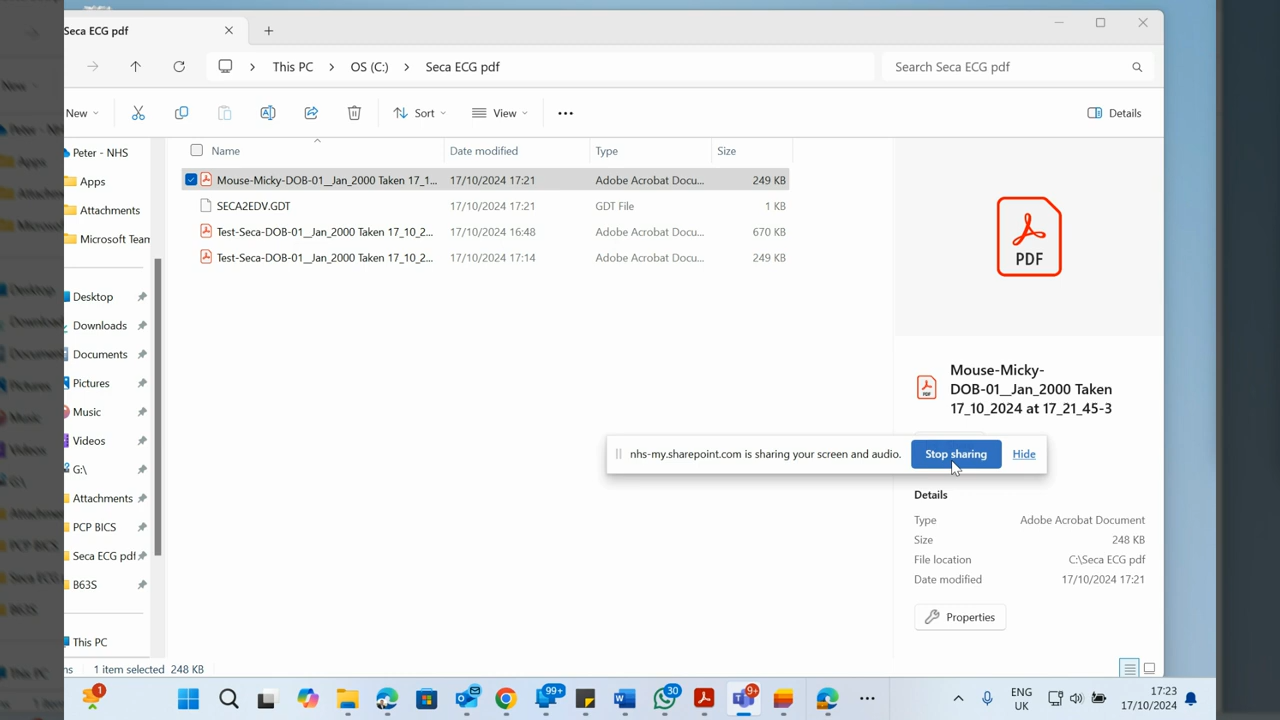 Seca ECG pdf
This PC
OS (C:)
Seca ECG pdf
Search Seca ECG pdf
New
Sort
View
Details
Name
Date modified
Type
Size
Mouse-Micky-DOB-01__Jan_2000 Taken 17_1...
17/10/2024 17:21
Adobe Acrobat Docu...
249 KB
SECA2EDV.GDT
17/10/2024 17:21
GDT File
1 KB
Test-Seca-DOB-01__Jan_2000 Taken 17_10_2...
17/10/2024 16:48
Adobe Acrobat Docu...
670 KB
Test-Seca-DOB-01__Jan_2000 Taken 17_10_2...
17/10/2024 17:14
Adobe Acrobat Docu...
249 KB
Peter - NHS
Apps
Attachments
Microsoft Team
Desktop
Downloads
Documents
Pictures
Music
Videos
G:\
Attachments
PCP BICS
Seca ECG pdf
B63S
This PC
PDF
Mouse-Micky-
DOB-01__Jan_2000 Taken
17_10_2024 at 17_21_45-3
nhs-my.sharepoint.com is sharing your screen and audio.
Stop sharing
Hide
Details
Type
Adobe Acrobat Document
Size
248 KB
File location
C:\Seca ECG pdf
Date modified
17/10/2024 17:21
Properties
1 item selected
248 KB
1
99+
30
9+
ENG
UK
17:23
17/10/2024